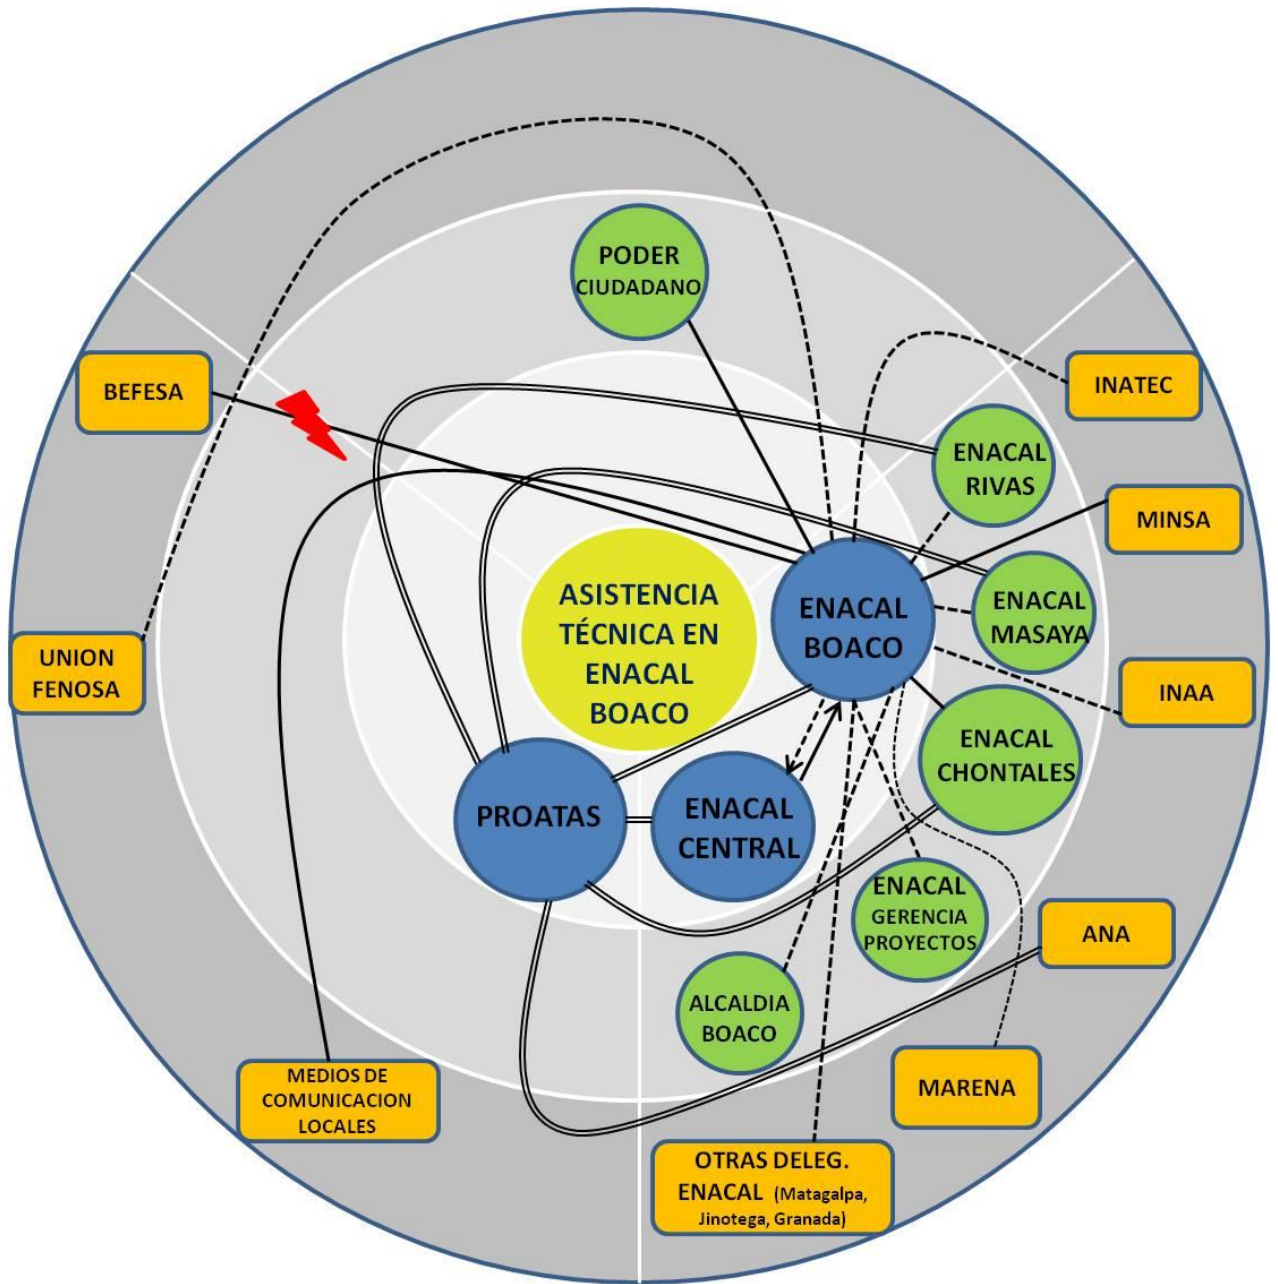 PODER
CIUDADANO
BEFESA
INATEC
ENACAL
RIVAS
MINSA
ASISTENCIA
TÉCNICA EN
ENACAL
BOACO
ENACAL
BOACO
ENACAL
MASAYA
UNION
FENOSA
INAA
ENACAL
CHONTALES
PROATAS
ENACAL
CENTRAL
ENACAL
GERENCIA
PROYECTOS
ANA
ALCALDIA
BOACO
MEDIOS DE
COMUNICACION
LOCALES
MARENA
OTRAS DELEG.
ENACAL (Matagalpa,
Jinotega, Granada)